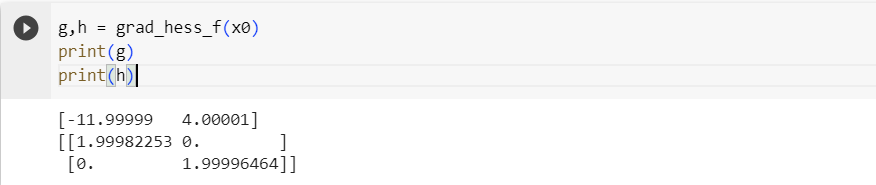 g,h = grad_hess_f(x0)
print(g)
print(h)
[-11.99999   4.00001]
[[1.99982253 0.        ]
 [0.         1.99996464]]